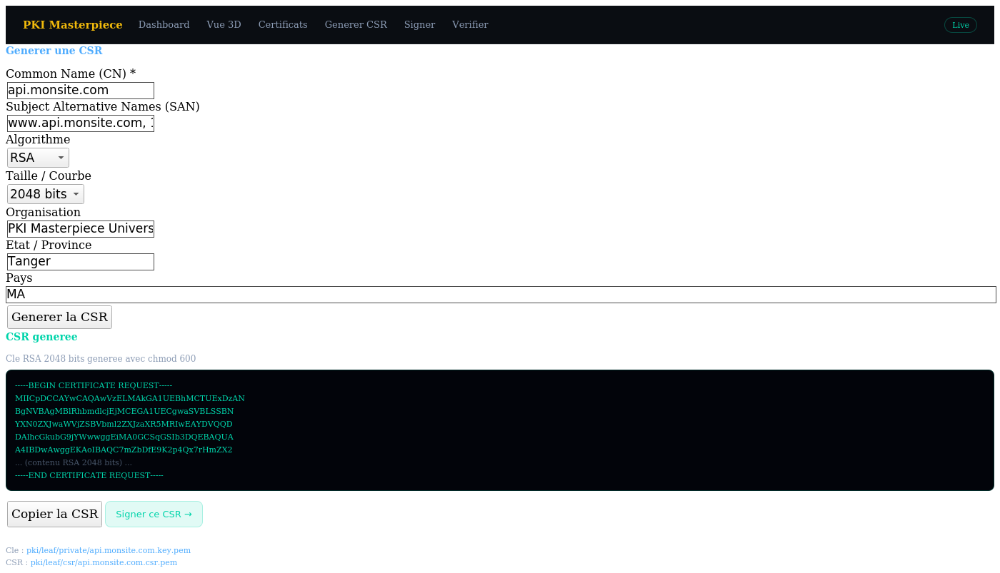 PKI Masterpiece Dashboard Vue 3D Certificats Generer CSR Signer Verifier Live
Generer une CSR
Common Name (CN) *
api.monsite.com
Subject Alternative Names (SAN)
www.api.monsite.com,
Algorithme
RSA
Taille / Courbe
2048 bits
Organisation
PKI Masterpiece Univers
Etat / Province
Tanger
Pays
MA
Generer la CSR
CSR generee
Cle RSA 2048 bits generee avec chmod 600
-----BEGIN CERTIFICATE REQUEST-----
MIICpDCCAYwCAQAwVzELMAkGA1UEBhMCTUExDzAN
BgNVBAgMBlRhbmdlcjEjMCEGA1UECgwaSVBLSSBN
YXN0ZXJwaWVjZSBVbml2ZXJzaXR5MRIwEAYDVQQD
DAlhcGkubG9jYWwwggEiMA0GCSqGSIb3DQEBAQUA
A4IBDwAwggEKAoIBAQC7mZbDfE9K2p4Qx7rHmZX2
... (contenu RSA 2048 bits) ...
-----END CERTIFICATE REQUEST-----
Copier la CSR Signer ce CSR →
Cle : pki/leaf/private/api.monsite.com.key.pem
CSR : pki/leaf/csr/api.monsite.com.csr.pem